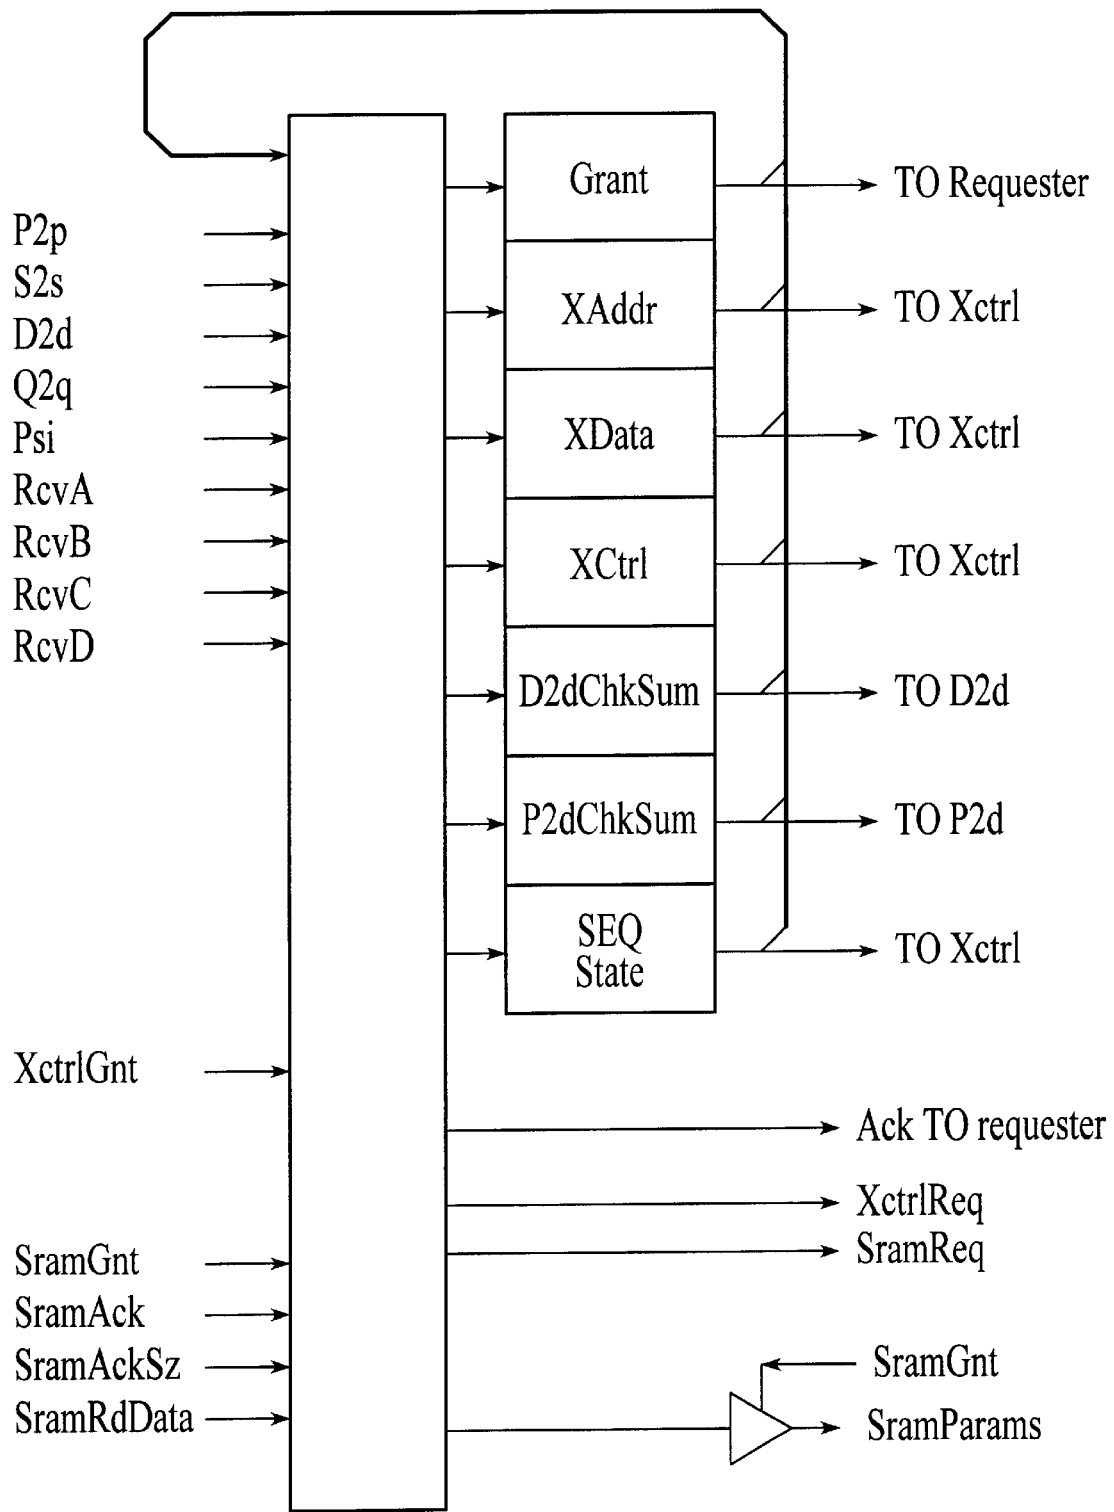 Grant
TO Requester
P2p
S2s
D2d
Q2q
Psi
RcvA
RcvB
RcvC
RcvD
XAddr
TO Xctrl
XData
TO Xctrl
XCtrl
TO Xctrl
D2dChkSum
TO D2d
P2dChkSum
TO P2d
SEQ
State
TO Xctrl
XctrlGnt
Ack TO requester
XctrlReq
SramReq
SramGnt
SramAck
SramAckSz
SramRdData
SramGnt
SramParams